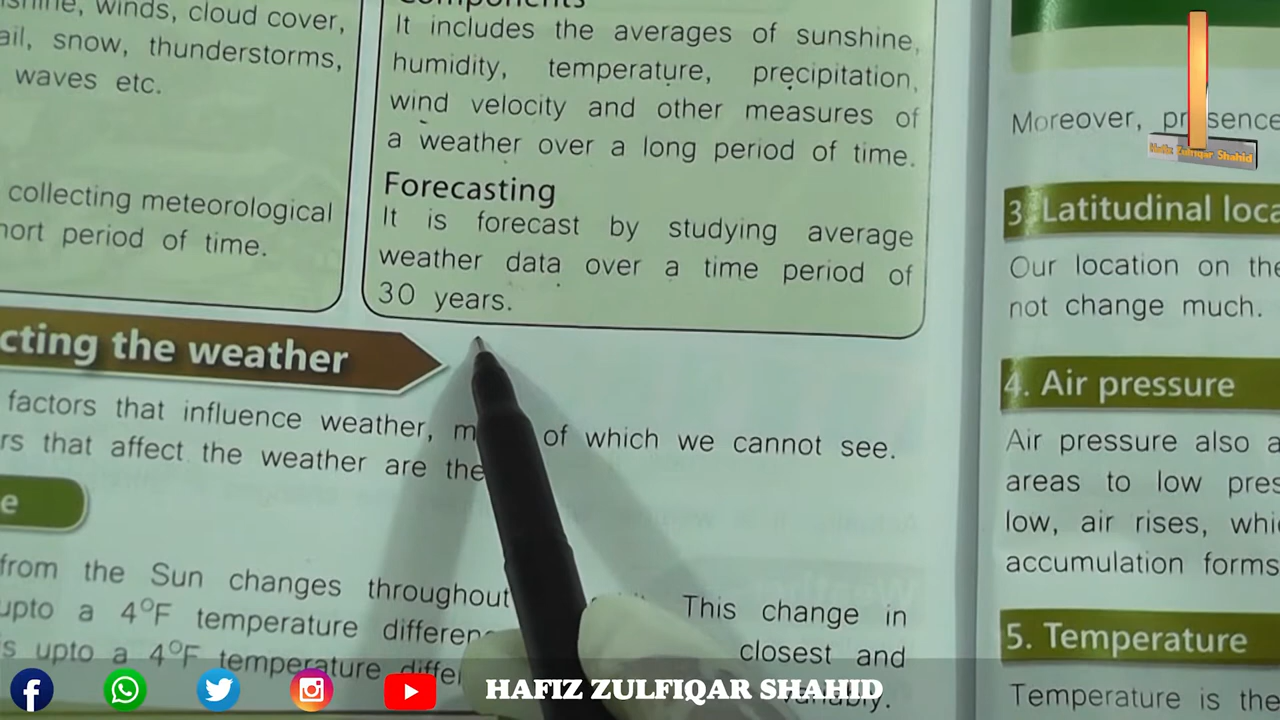 winds, cloud cover,
snow, thunderstorms,
waves etc.
collecting meteorological
period of time.
Components
It includes the averages of sunshine,
humidity, temperature, precipitation,
wind velocity and other measures of
a weather over a long period of time.
Forecasting
It is forecast by studying average
weather data over a time period of
30 years.
cting the weather
factors that influence weather, m of which we cannot see.
rs that affect the weather are the
e
from the Sun changes throughout This change in
upto a 4°F temperature differen closest and
s upto a 4°F temperature differ
Moreover, presence
3. Latitudinal loca
Our location on the
not change much.
4. Air pressure
Air pressure also a
areas to low pres
low, air rises, whi
accumulation forms
5. Temperature
Temperature is the
Hafiz Zulfiqar Shahid
HAFIZ ZULFIQAR SHAHID